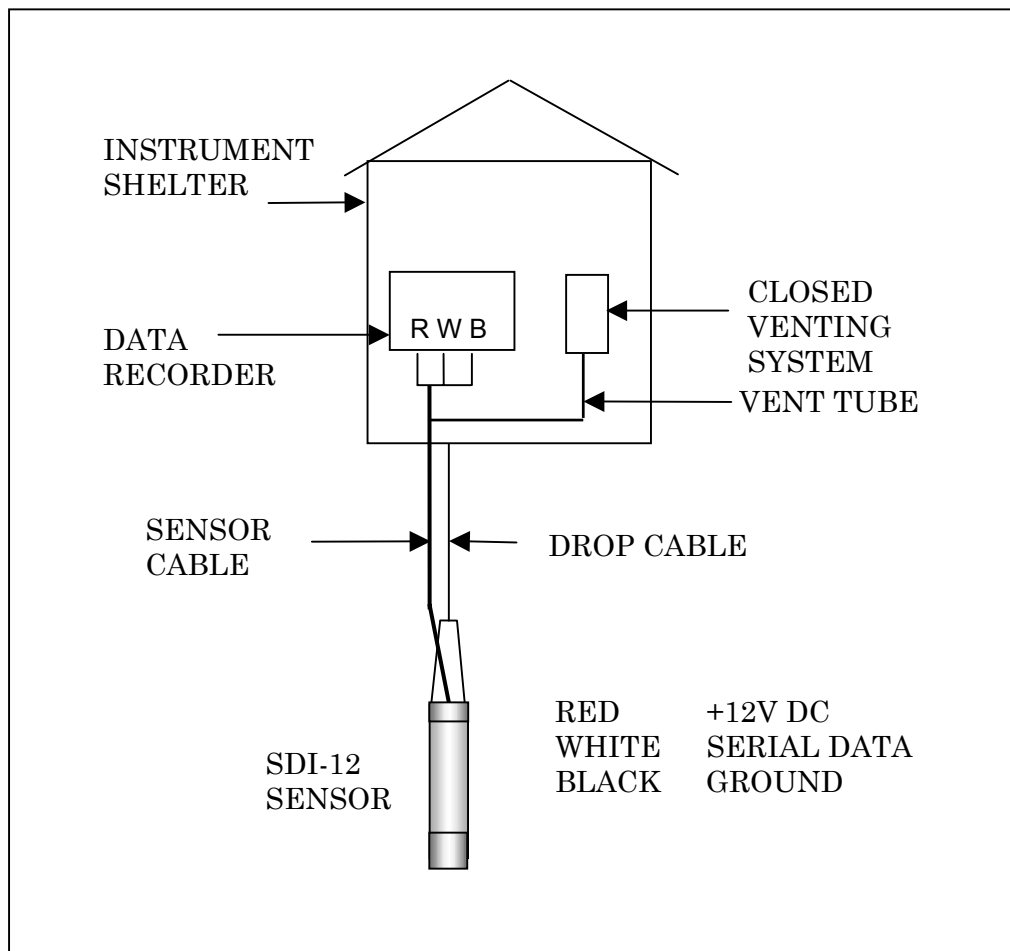 INSTRUMENT
SHELTER
R W B
DATA
RECORDER
CLOSED
VENTING
SYSTEM
VENT TUBE
SENSOR
CABLE
DROP CABLE
SDI-12
SENSOR
RED +12V DC
WHITE SERIAL DATA
BLACK GROUND